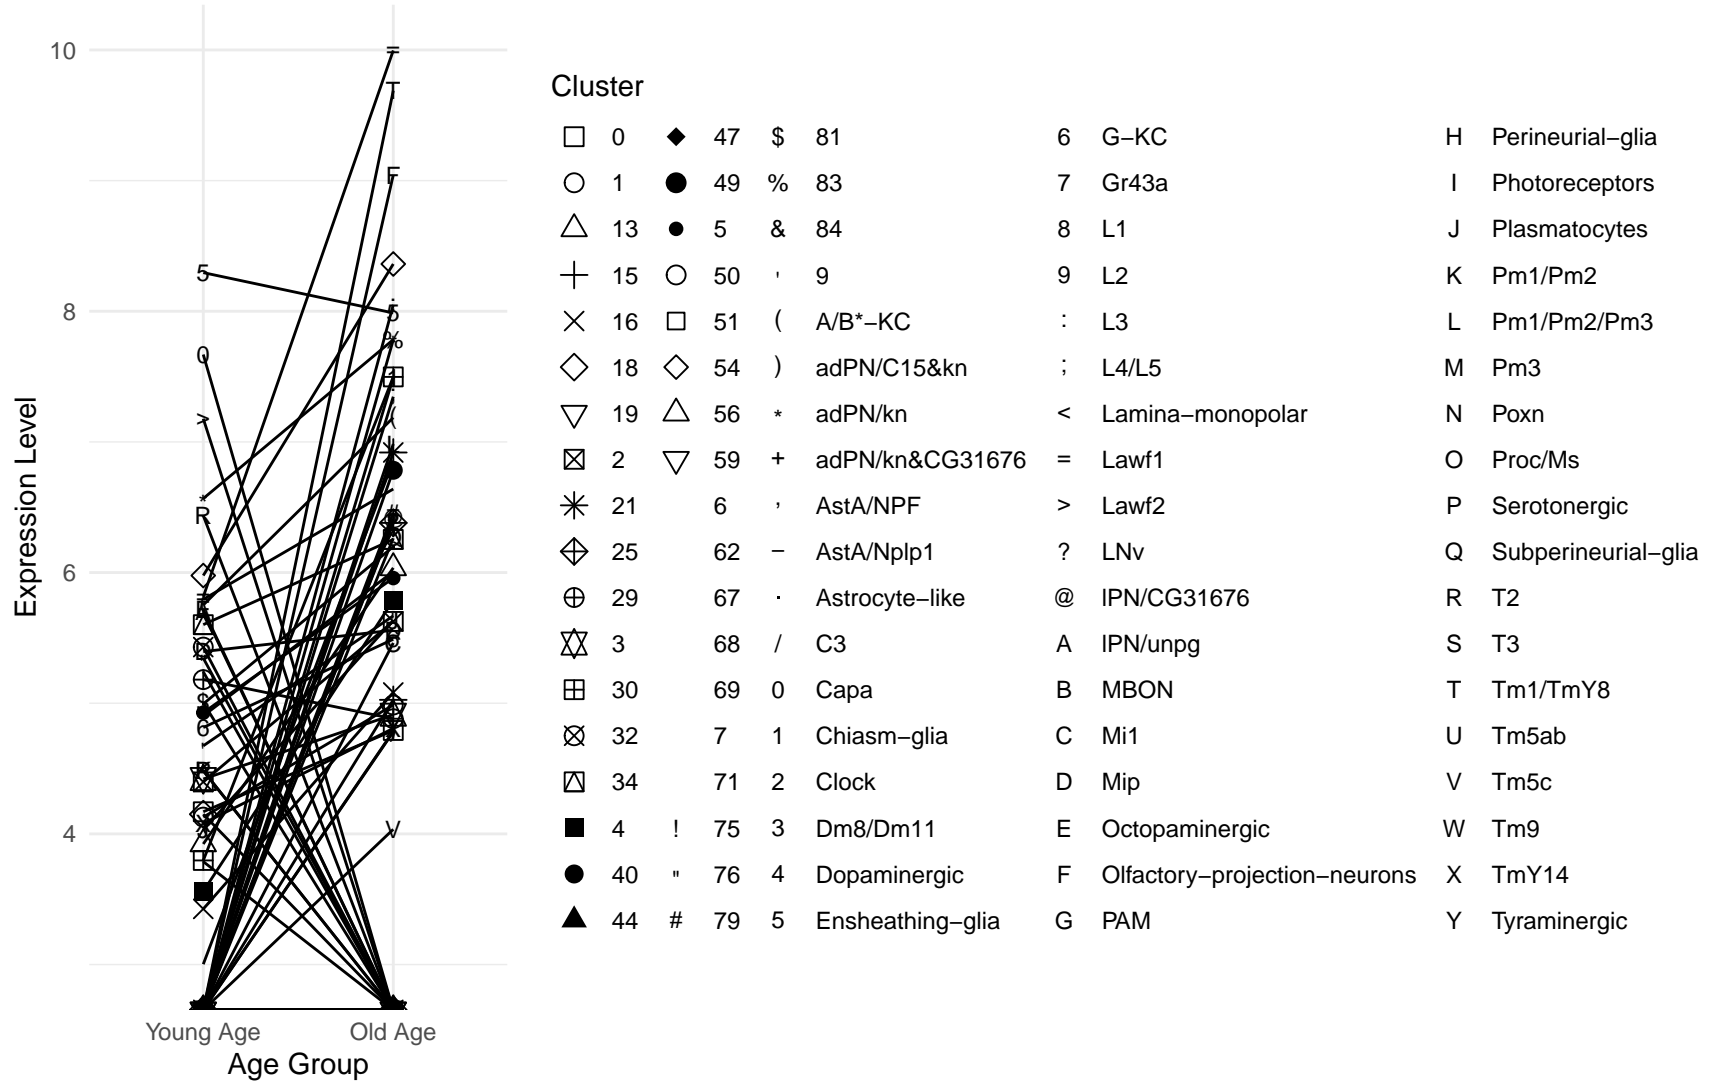 10
8
6
4
Expression Level
Young Age Old Age
Age Group
Cluster
0 47 $ 81 6 G−KC H Perineurial−glia
1 49 % 83 7 Gr43a I Photoreceptors
13 5 & 84 8 L1 J Plasmatocytes
15 50 ' 9 9 L2 K Pm1/Pm2
16 51 ( A/B*−KC : L3 L Pm1/Pm2/Pm3
18 54 ) adPN/C15&kn ; L4/L5 M Pm3
19 56 * adPN/kn < Lamina−monopolar N Poxn
2 59 + adPN/kn&CG31676 = Lawf1 O Proc/Ms
21 6 , AstA/NPF > Lawf2 P Serotonergic
25 62 − AstA/Nplp1 ? LNv Q Subperineurial−glia
29 67 . Astrocyte−like @ lPN/CG31676 R T2
3 68 / C3 A lPN/unpg S T3
30 69 0 Capa B MBON T Tm1/TmY8
32 7 1 Chiasm−glia C Mi1 U Tm5ab
34 71 2 Clock D Mip V Tm5c
4 ! 75 3 Dm8/Dm11 E Octopaminergic W Tm9
40 " 76 4 Dopaminergic F Olfactory−projection−neurons X TmY14
44 # 79 5 Ensheathing−glia G PAM Y Tyraminergic